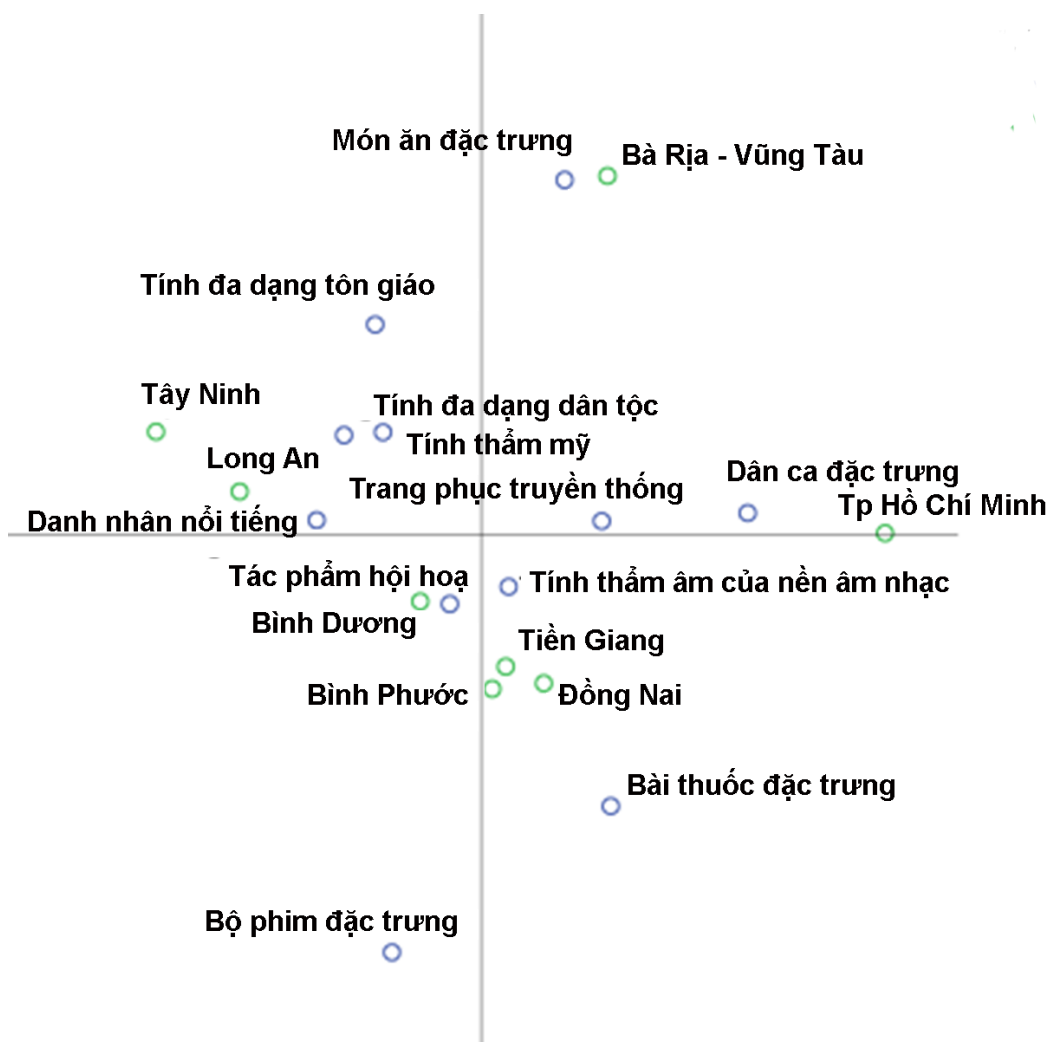 Món ăn đặc trưng
Bà Rịa - Vũng Tàu
Tính đa dạng tôn giáo
Tây Ninh
Tính đa dạng dân tộc
Tính thẩm mỹ
Long An
Dân ca đặc trưng
Trang phục truyền thống
Tp Hồ Chí Minh
Danh nhân nổi tiếng
Tác phẩm hội hoạ
Tính thẩm âm của nền âm nhạc
Bình Dương
Tiền Giang
Bình Phước
Đồng Nai
Bài thuốc đặc trưng
Bộ phim đặc trưng